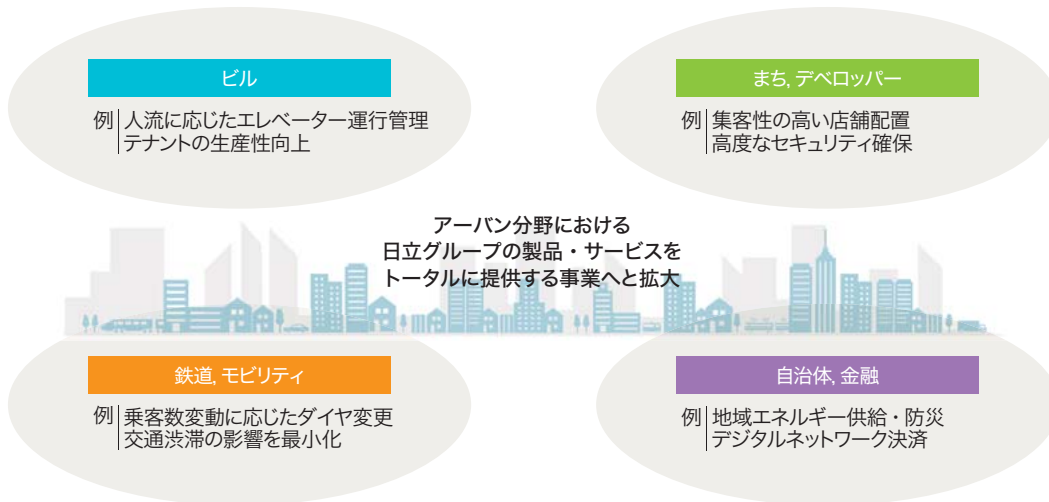 ビル
例 人流に応じたエレベーター運行管理
テナントの生産性向上
まち, デベロッパー
例 集客性の高い店舗配置
高度なセキュリティ確保
アーバン分野における
日立グループの製品・サービスを
トータルに提供する事業へと拡大
鉄道, モビリティ
例 乗客数変動に応じたダイヤ変更
交通渋滞の影響を最小化
自治体, 金融
例 地域エネルギー供給・防災
デジタルネットワーク決済